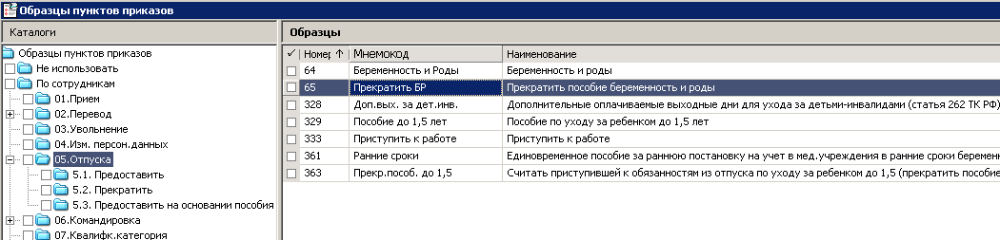 Образцы пунктов приказов
Каталоги
Образцы пунктов приказов
Не использовать
По сотрудникам
01.Прием
02.Перевод
03.Увольнение
04.Изм. персон.данных
05.Отпуска
5.1. Предоставить
5.2. Прекратить
5.3. Предоставить на основании пособия
06.Командировка
07.Квалифк.категория
Образцы
Номер Мнемокод Наименование
64 Беременность и Роды Беременность и роды
65 Прекратить БР Прекратить пособие беременность и роды
328 Доп.вых. за дет.инв. Дополнительные оплачиваемые выходные дни для ухода за детьми-инвалидами (статья 262 ТК РФ)
329 Пособие до 1,5 лет Пособие по уходу за ребенком до 1,5 лет
333 Приступить к работе Приступить к работе
361 Ранние сроки Единовременное пособие за раннюю постановку на учет в мед.учреждения в ранние сроки беремен
363 Прекр.пособ. до 1,5 Считать приступившей к обязанностям из отпуска по уходу за ребенком до 1,5 (прекратить пособие